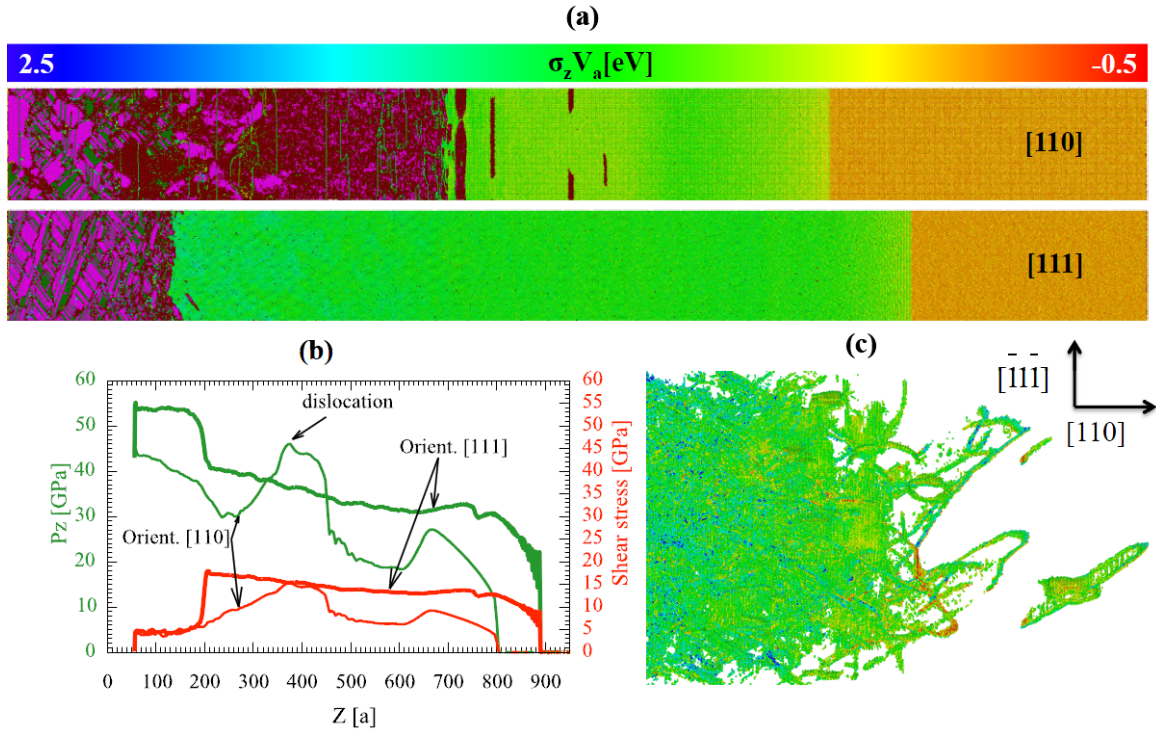 (a)
2.5 σzVa[eV] -0.5
[110]
[111]
(b)
60
50
40
30
20
10
0
Pz [GPa]
dislocation
Orient. [111]
Orient. [110]
60
55
50
45
40
35
30
25
20
15
10
5
0
Shear stress [GPa]
0 100 200 300 400 500 600 700 800 900
Z [a]
(c)
[1̅11̅]
[110]